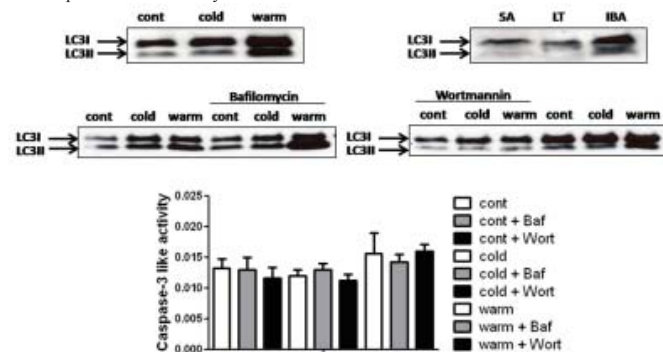 cont cold warm
LC3I
LC3II
SA LT IBA
LC3I
LC3II
Bafilomycin
cont cold warm cont cold warm
LC3I
LC3II
Wortmannin
cont cold warm cont cold warm
LC3I
LC3II
Caspase-3 like activity
0.025
0.020
0.015
0.010
0.005
0.000
cont
cont + Baf
cont + Wort
cold
cold + Baf
cold + Wort
warm
warm + Baf
warm + Wort